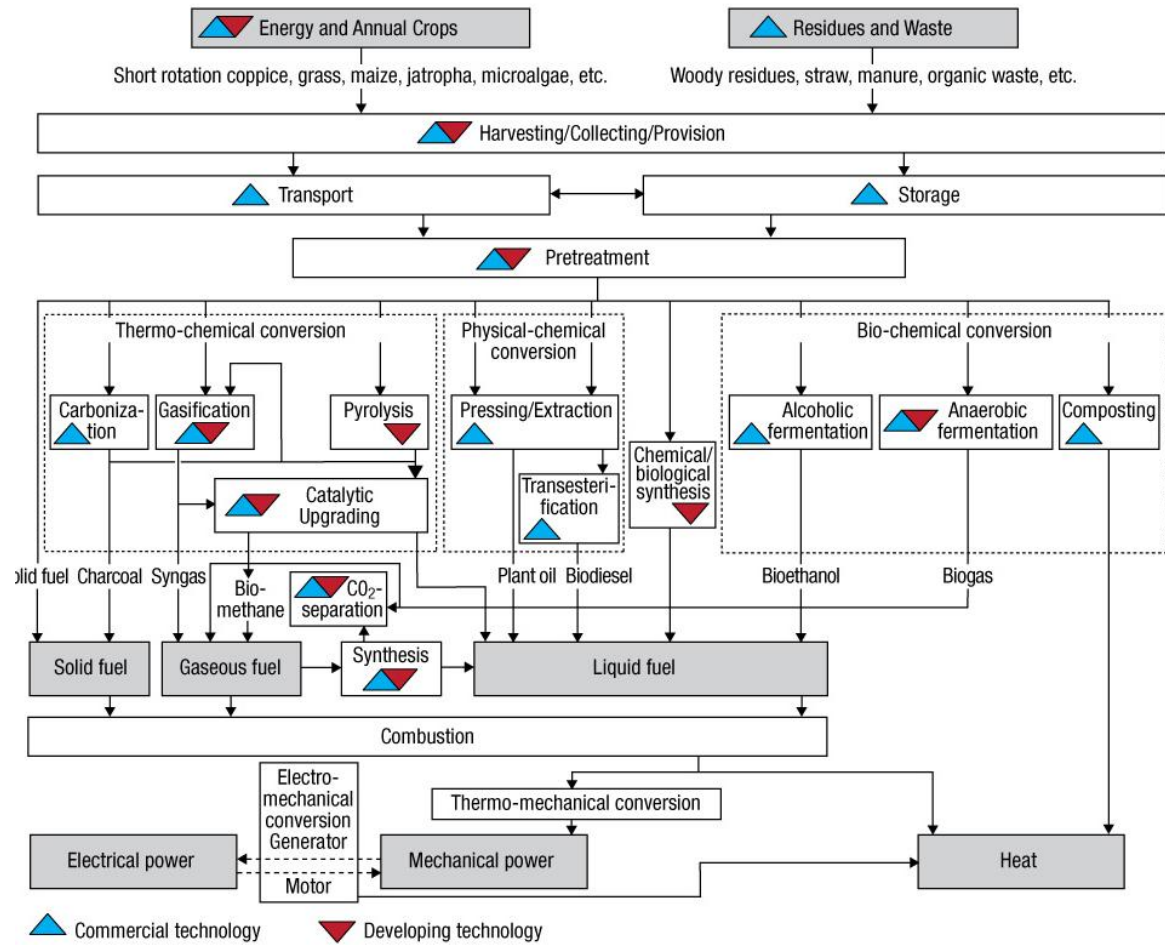 Energy and Annual Crops
Residues and Waste
Short rotation coppice, grass, maize, jatropha, microalgae, etc.
Woody residues, straw, manure, organic waste, etc.
Harvesting/Collecting/Provision
Transport
Storage
Pretreatment
Thermo-chemical conversion
Physical-chemical
conversion
Bio-chemical conversion
Carboniza-
tion
Gasification
Pyrolysis
Pressing/Extraction
Alcoholic
fermentation
Anaerobic
fermentation
Composting
Chemical/
biological
synthesis
Catalytic
Upgrading
Transesteri-
fication
olid fuel
Charcoal
Syngas
Bio-
methane
CO₂-
separation
Plant oil
Biodiesel
Bioethanol
Biogas
Solid fuel
Gaseous fuel
Synthesis
Liquid fuel
Combustion
Electro-
mechanical
conversion
Generator
Thermo-mechanical conversion
Electrical power
Mechanical power
Heat
Motor
Commercial technology
Developing technology